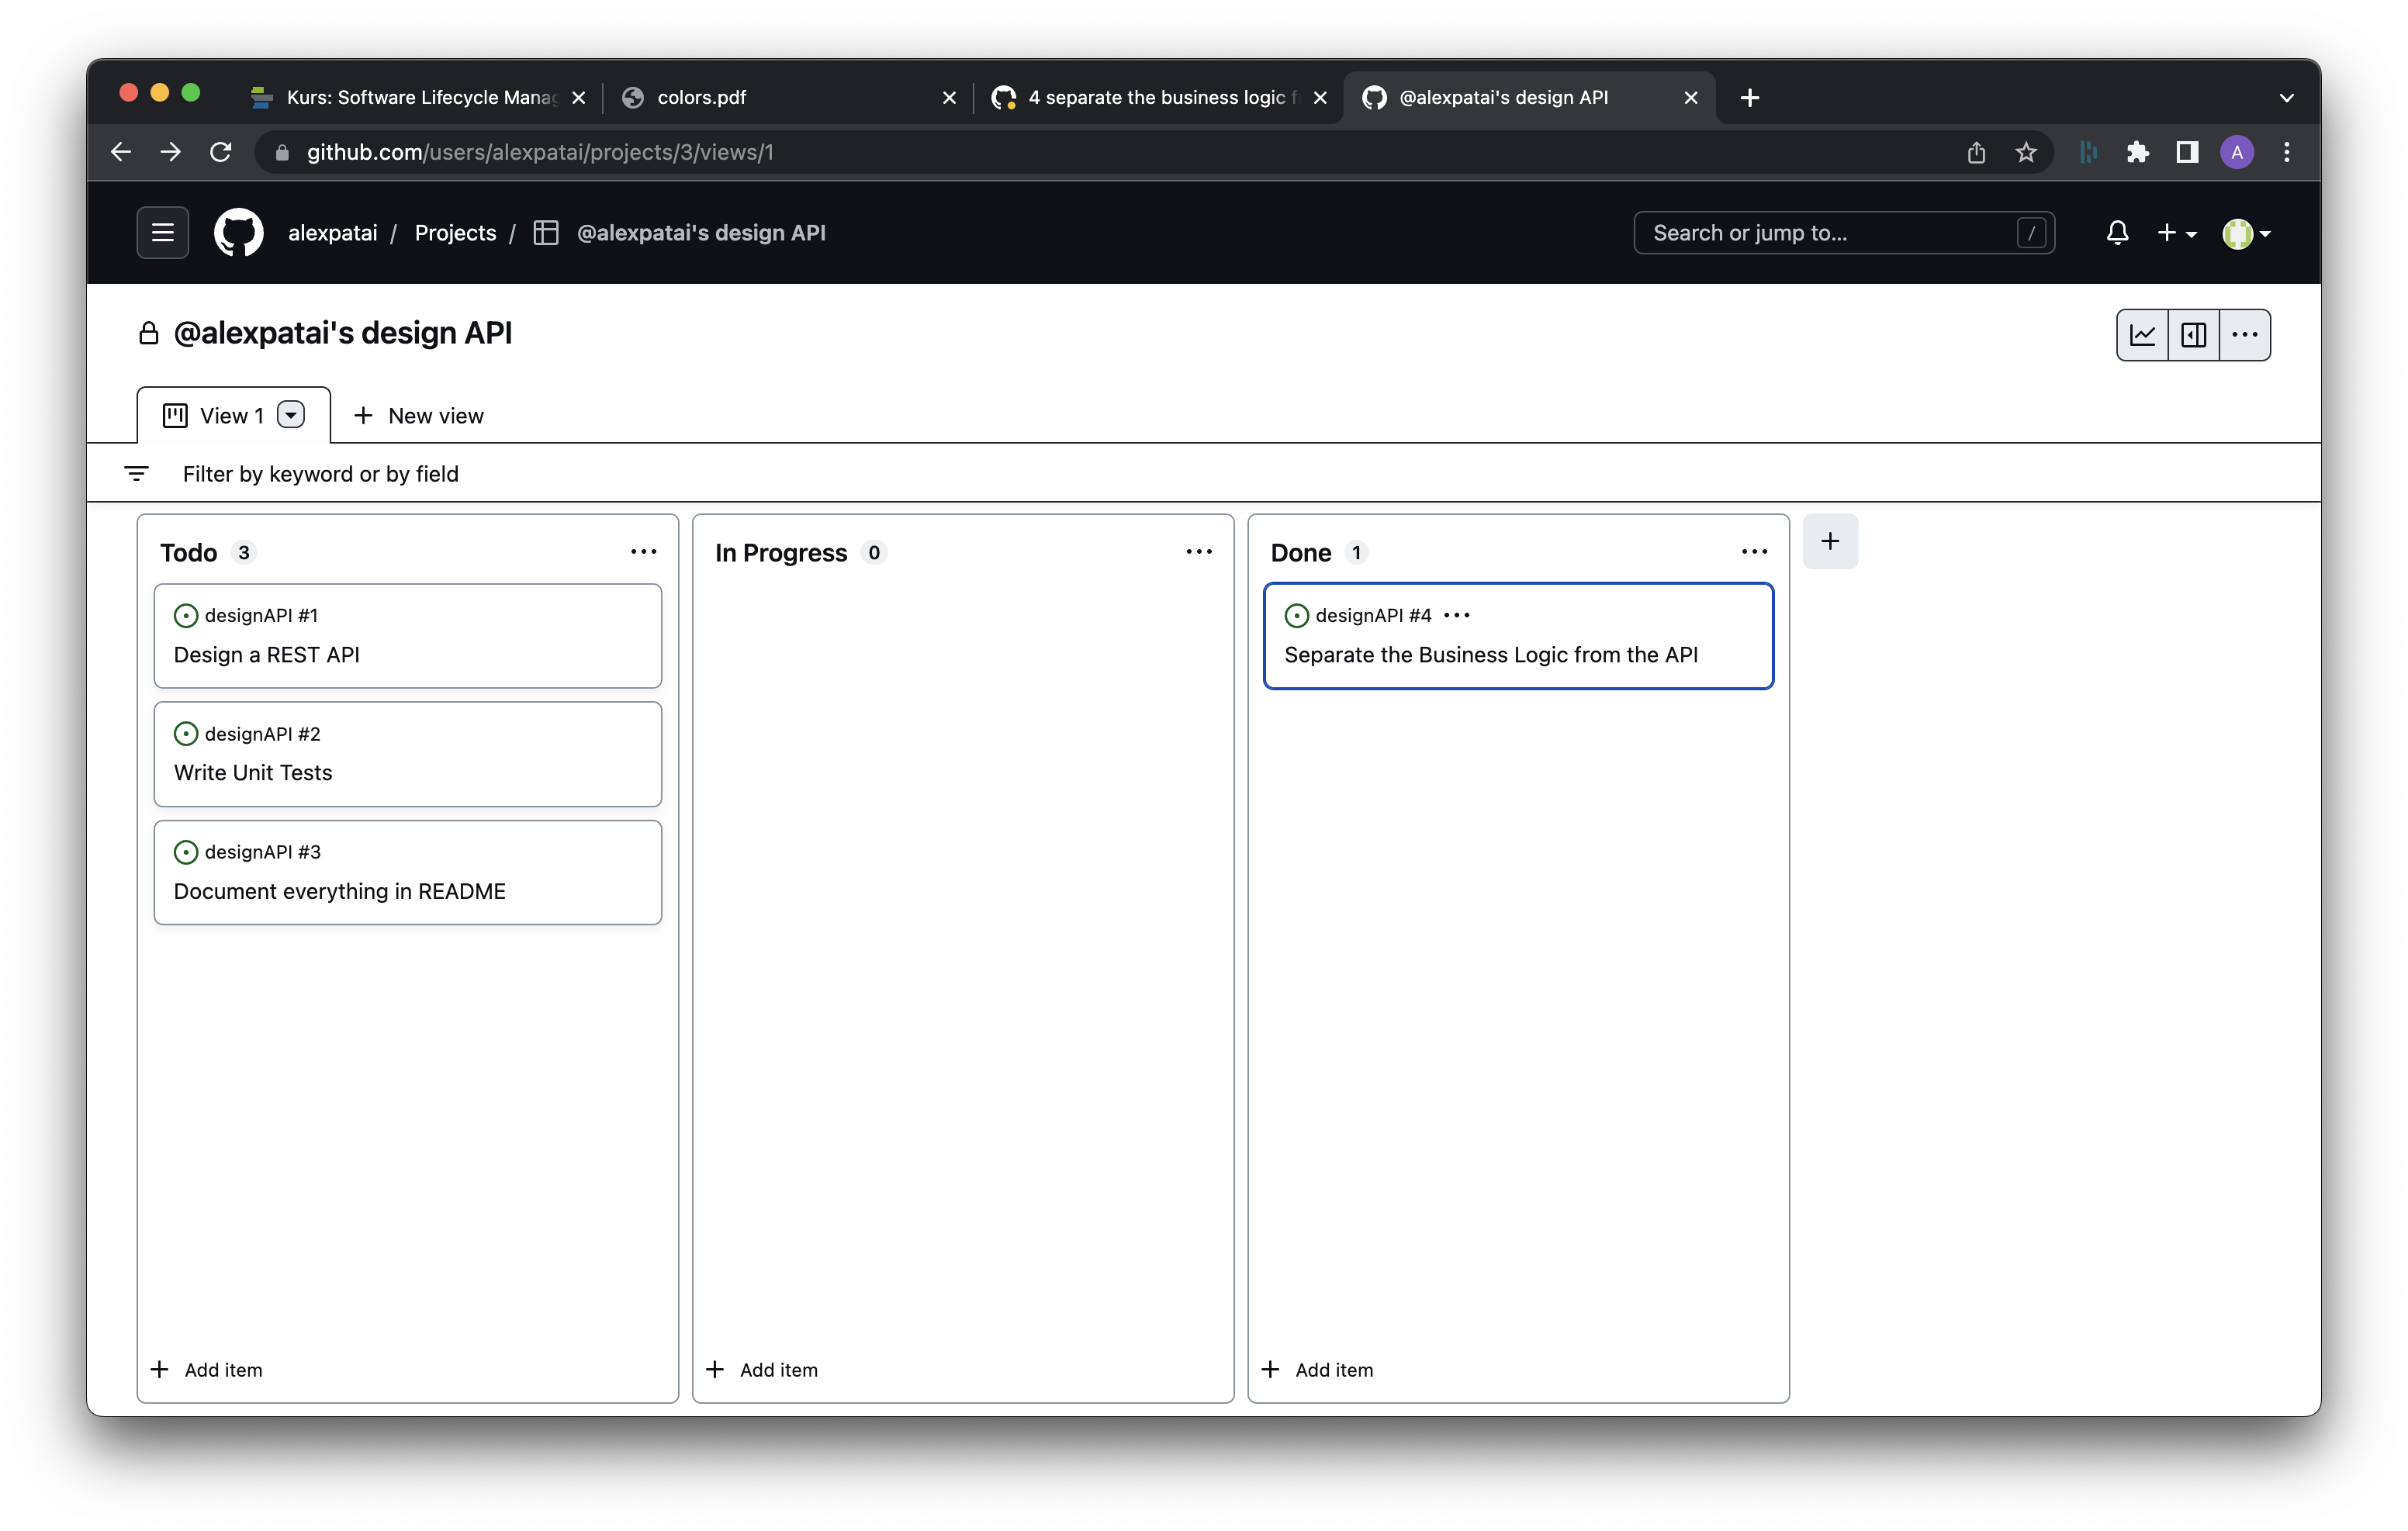 Kurs: Software Lifecycle Manag
colors.pdf
4 separate the business logic f
@alexpatai's design API
github.com/users/alexpatai/projects/3/views/1
A
alexpatai / Projects / @alexpatai's design API
Search or jump to...
/
@alexpatai's design API
View 1
New view
Filter by keyword or by field
Todo 3
designAPI #1
Design a REST API
designAPI #2
Write Unit Tests
designAPI #3
Document everything in README
Add item
In Progress 0
Add item
Done 1
designAPI #4
Separate the Business Logic from the API
Add item